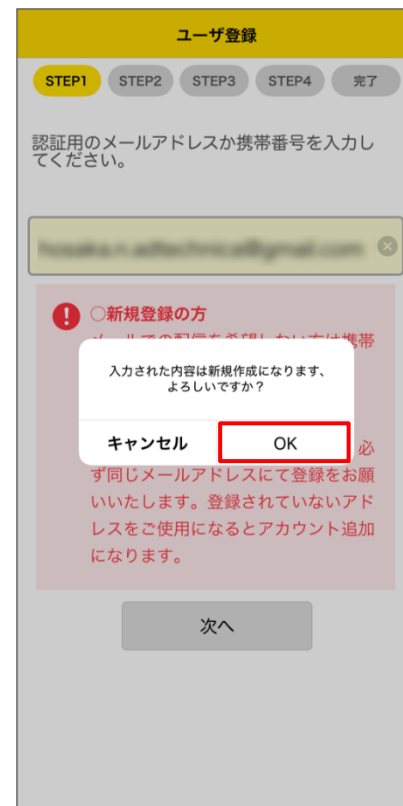 ユーザ登録
STEP1 STEP2 STEP3 STEP4 完了
認証用のメールアドレスか携帯番号を入力し
てください。
○新規登録の方
入力された内容は新規作成になります、
よろしいですか？
キャンセル OK
必
ず同じメールアドレスにて登録をお願
いいたします。登録されていないアド
レスをご使用になるとアカウント追加
になります。
次へ